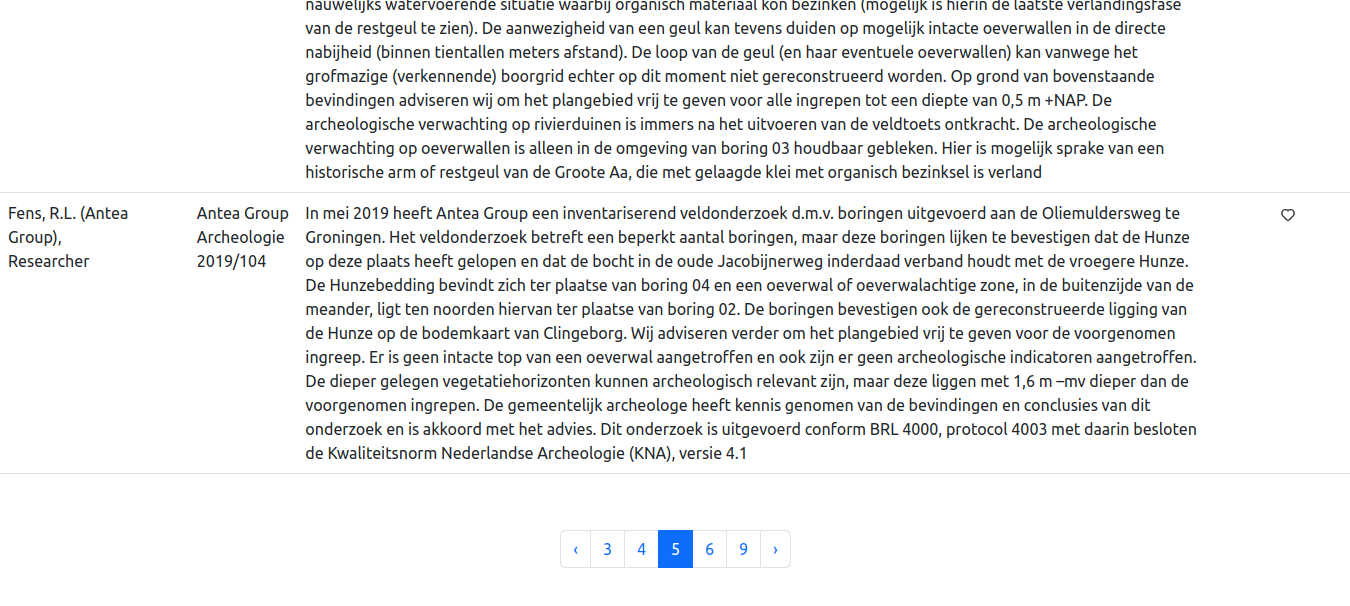 nauwelijks watervoerende situatie waarbij organisch materiaal kon bezinken (mogelijk is hierin de laatste verlandingsfase
van de restgeul te zien). De aanwezigheid van een geul kan tevens duiden op mogelijk intacte oeverwallen in de directe
nabijheid (binnen tientallen meters afstand). De loop van de geul (en haar eventuele oeverwallen) kan vanwege het
grofmazige (verkennende) boorgrid echter op dit moment niet gereconstrueerd worden. Op grond van bovenstaande
bevindingen adviseren wij om het plangebied vrij te geven voor alle ingrepen tot een diepte van 0,5 m +NAP. De
archeologische verwachting op rivierduinen is immers na het uitvoeren van de veldtoets ontkracht. De archeologische
verwachting op oeverwallen is alleen in de omgeving van boring 03 houdbaar gebleken. Hier is mogelijk sprake van een
historische arm of restgeul van de Groote Aa, die met gelaagde klei met organisch bezinksel is verland
Fens, R.L. (Antea
Group),
Researcher
Antea Group
Archeologie
2019/104
In mei 2019 heeft Antea Group een inventariserend veldonderzoek d.m.v. boringen uitgevoerd aan de Oliemuldersweg te
Groningen. Het veldonderzoek betreft een beperkt aantal boringen, maar deze boringen lijken te bevestigen dat de Hunze
op deze plaats heeft gelopen en dat de bocht in de oude Jacobijnerweg inderdaad verband houdt met de vroegere Hunze.
De Hunzebedding bevindt zich ter plaatse van boring 04 en een oeverwal of oeverwalachtige zone, in de buitenzijde van de
meander, ligt ten noorden hiervan ter plaatse van boring 02. De boringen bevestigen ook de gereconstrueerde ligging van
de Hunze op de bodemkaart van Clingeborg. Wij adviseren verder om het plangebied vrij te geven voor de voorgenomen
ingreep. Er is geen intacte top van een oeverwal aangetroffen en ook zijn er geen archeologische indicatoren aangetroffen.
De dieper gelegen vegetatiehorizonten kunnen archeologisch relevant zijn, maar deze liggen met 1,6 m –mv dieper dan de
voorgenomen ingrepen. De gemeentelijk archeologe heeft kennis genomen van de bevindingen en conclusies van dit
onderzoek en is akkoord met het advies. Dit onderzoek is uitgevoerd conform BRL 4000, protocol 4003 met daarin besloten
de Kwaliteitsnorm Nederlandse Archeologie (KNA), versie 4.1
‹ 3 4 5 6 9 ›